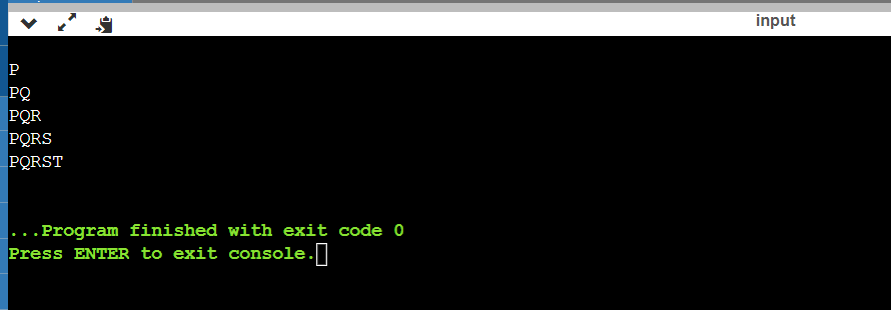 input
P
PQ
PQR
PQRS
PQRST
...Program finished with exit code 0
Press ENTER to exit console.